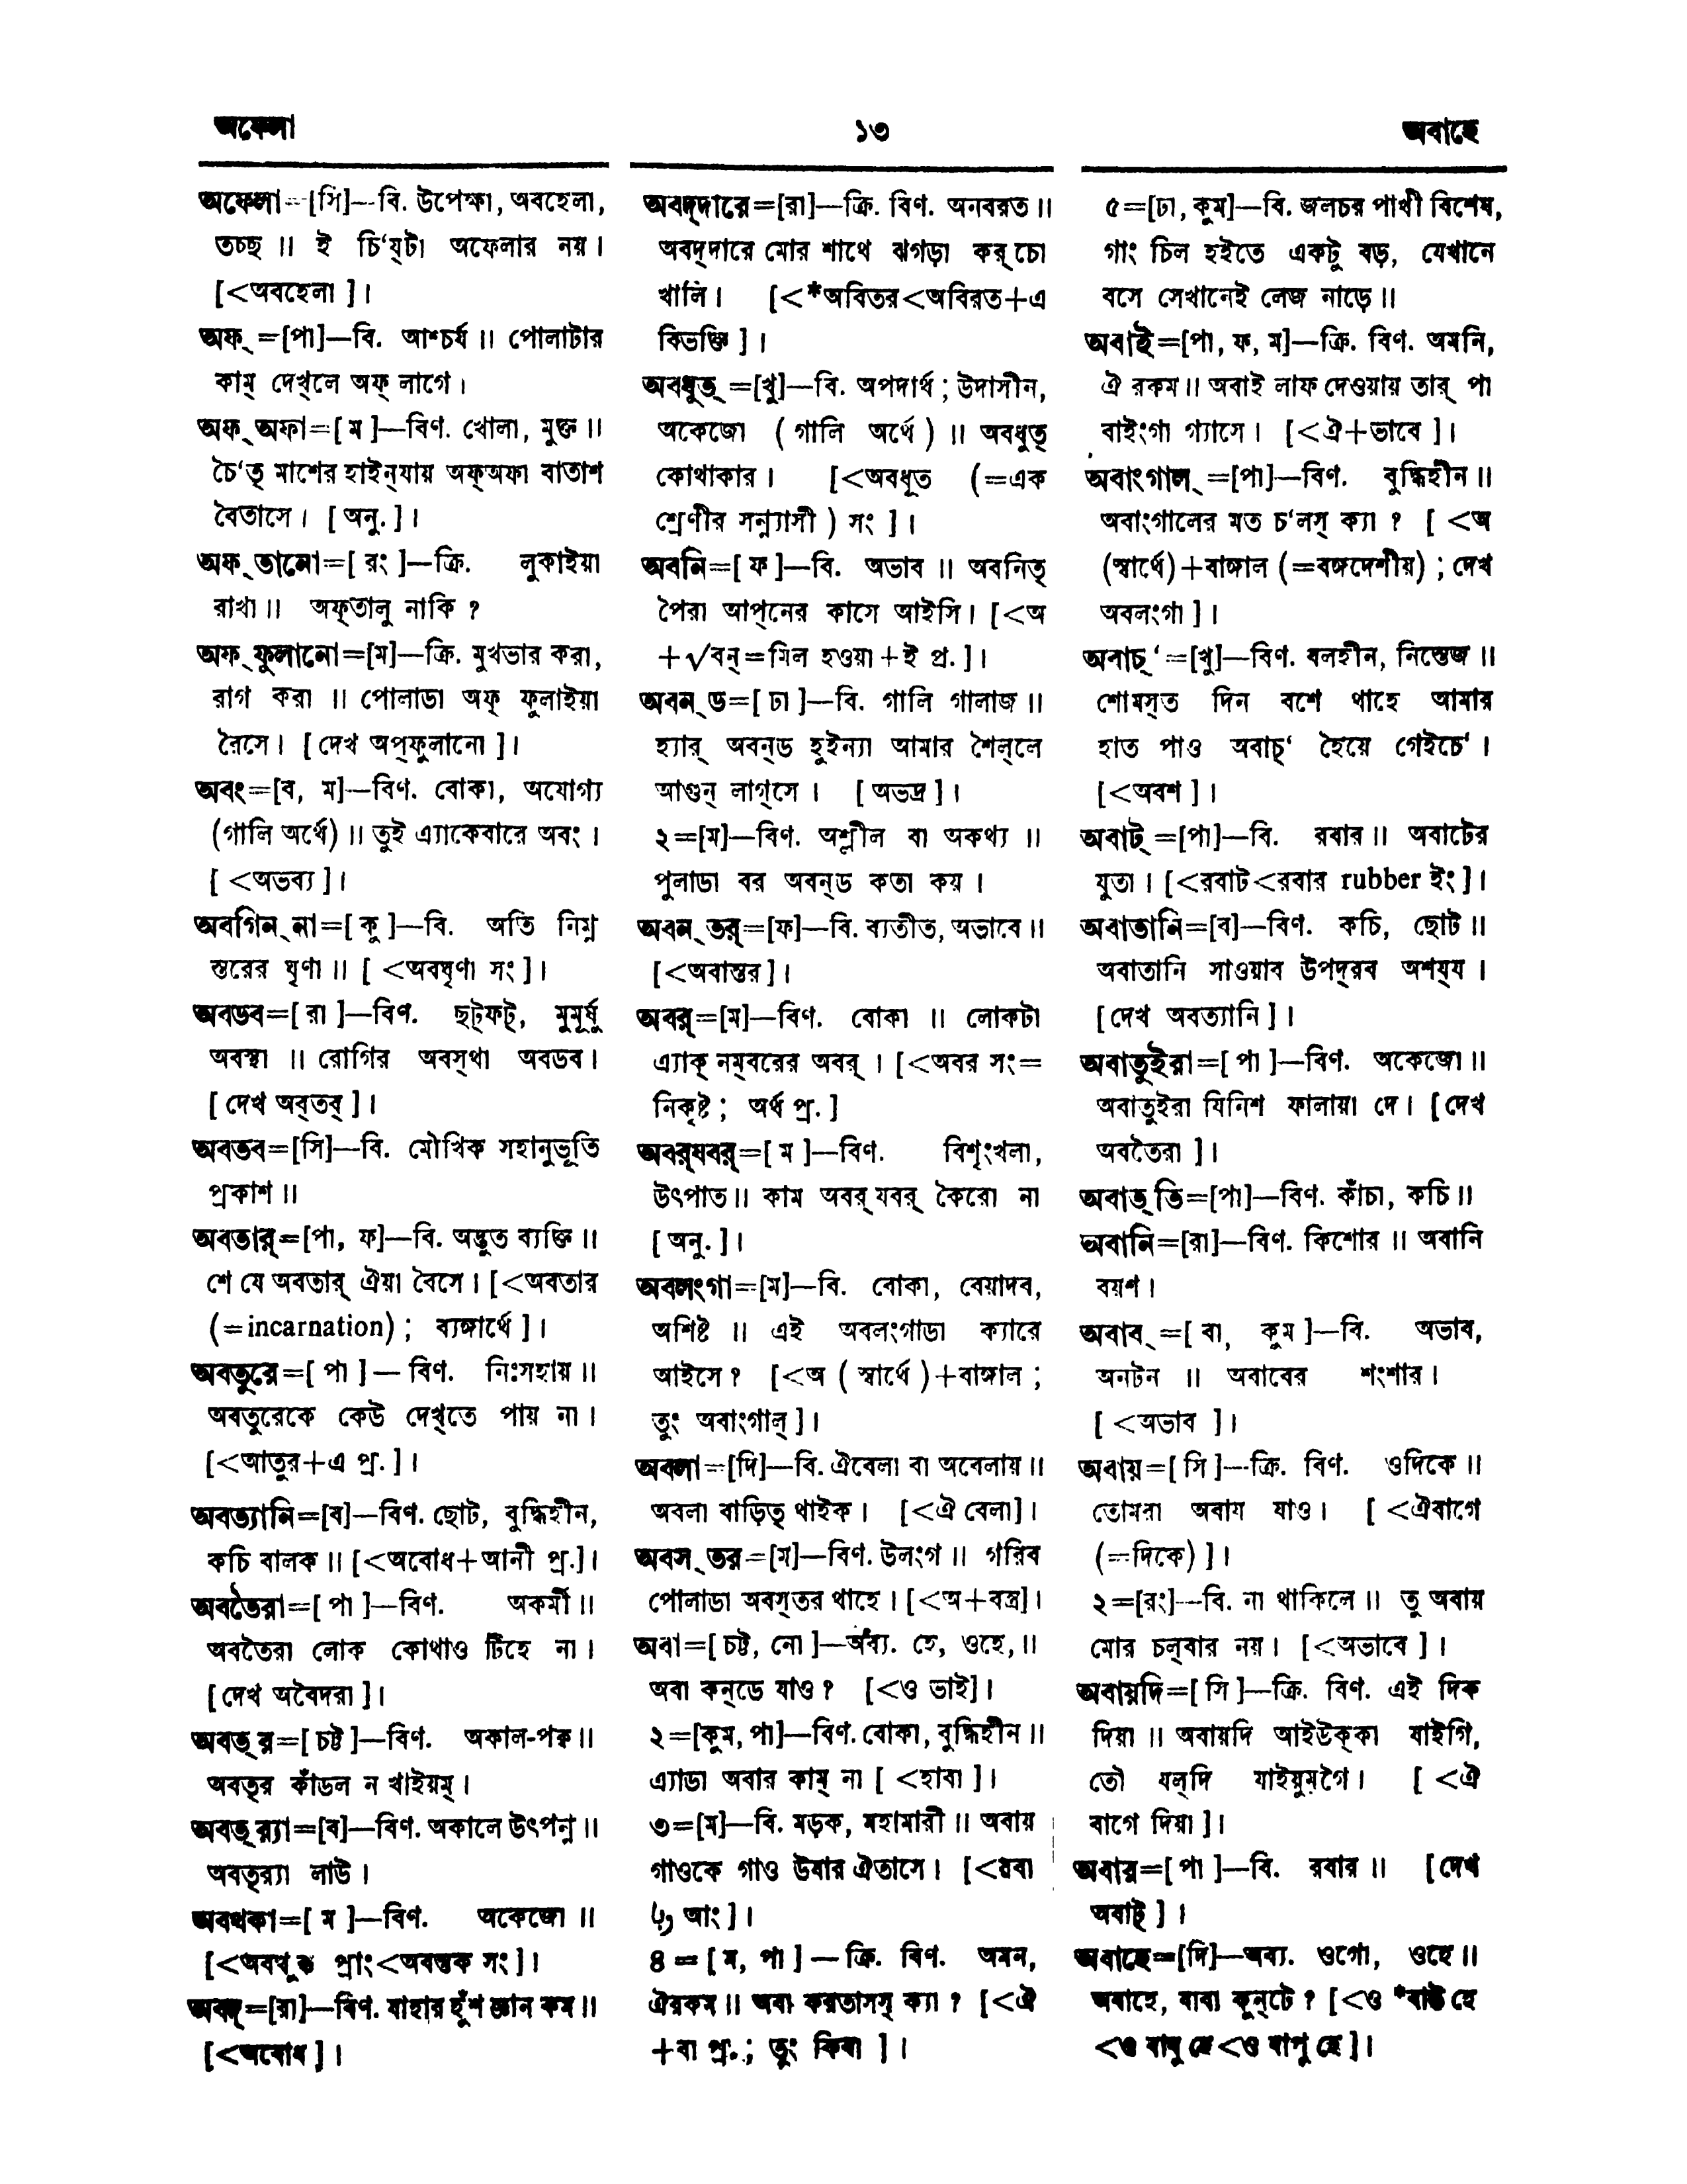 অফেলা
১৩
অবাহে
অফেলা=[সি]—বি. উপেক্ষা, অবহেলা,
তচ্ছ ॥ ই চি'য্‌টা অফেলার নয়।
[<অবহেলা]।
অফ্‌=[পা]—বি. আশ্চর্য ॥ পোলাটার
কাম্‌ দেখ্‌লে অফ্‌ লাগে।
অফ্‌অফা=[ম]—বিণ. খোলা, মুক্ত ॥
চৈ'ত্‌ মাশের হাইন্‌যায় অফ্‌অফা বাতাশ
বৈতাসে। [অনু.]।
অফ্‌তানো=[রং]—ক্রি. লুকাইয়া
রাখা ॥ অফ্‌তালু নাকি ?
অফ্‌ফুলানো=[ম]—ক্রি. মুখভার করা,
রাগ করা ॥ পোলাডা অফ্‌ ফুলাইয়া
রৈসে। [দেখ অপ্‌ফুলানো]।
অবং=[ব, ম]—বিণ. বোকা, অযোগ্য
(গালি অর্থে) ॥ তুই এ্যাকেবারে অবং।
[<অভব্য]।
অবগিন্‌না=[কু]—বি. অতি নিম্ন
স্তরের ঘৃণা ॥ [<অবঘৃণা সং]।
অবডব=[রা]—বিণ. ছট্‌ফট্‌, মুমূর্ষু
অবস্থা ॥ রোগির অবস্‌থা অবডব।
[দেখ অব্‌তব্‌]।
অবতব=[সি]—বি. মৌখিক সহানুভূতি
প্রকাশ ॥
অবতার্‌=[পা, ফ]—বি. অদ্ভুত ব্যক্তি ॥
শে যে অবতার্‌ ঐয়া বৈসে। [<অবতার
(=incarnation); ব্যঙ্গার্থে]।
অবতুরে=[পা]—বিণ. নিঃসহায় ॥
অবতুরেকে কেউ দেখ্‌তে পায় না।
[<আতুর+এ প্র.]।
অবত্যানি=[ব]—বিণ. ছোট, বুদ্ধিহীন,
কচি বালক ॥ [<অবোধ+আনী প্র.]।
অবতৈরা=[পা]—বিণ. অকর্মী ॥
অবতৈরা লোক কোথাও টিঁহে না।
[দেখ অবৈদরা]।
অবত্‌র=[চট্ট]—বিণ. অকাল-পক্ব ॥
অবত্‌র কাঁডল ন খাইয়ম্‌।
অবত্‌র‍্যা=[ব]—বিণ. অকালে উৎপন্ন ॥
অবত্‌র‍্যা লাউ।
অবথকা=[ম]—বিণ. অকেজো ॥
[<অবত্থুক প্রাং<অবস্তুক সং]।
অবদ্‌=[রা]—বিণ. যাহার হুঁশ জ্ঞান কম ॥
[<অবোধ]।
অবদ্‌দারে=[রা]—ক্রি. বিণ. অনবরত ॥
অবদ্‌দারে মোর শাথে ঝগড়া কর্‌চো
খালি। [<*অবিতর<অবিরত+এ
বিভক্তি]।
অবধুত্‌=[খু]—বি. অপদার্থ; উদাসীন,
অকেজো (গালি অর্থে) ॥ অবধুত্‌
কোথাকার। [<অবধূত (=এক
শ্রেণীর সন্ন্যাসী) সং]।
অবনি=[ফ]—বি. অভাব ॥ অবনিত্‌
পৈরা আপ্‌নের কাসে আইসি। [<অ
+√বন্‌=মিল হওয়া+ই প্র.]।
অবন্‌ড=[ঢা]—বি. গালি গালাজ ॥
হ্যার্‌ অবন্‌ড হুইন্যা আমার শৈল্‌লে
আগুন্‌ লাগ্‌সে। [অভদ্র]।
২=[ম]—বিণ. অশ্লীল বা অকথ্য ॥
পুলাডা বর অবন্‌ড কতা কয়।
অবন্‌তর্‌=[ফ]—বি. ব্যতীত, অভাবে ॥
[<অবান্তর]।
অবর্‌=[ম]—বিণ. বোকা ॥ লোকটা
এ্যাক্‌ নম্‌বরের অবর্‌। [<অবর সং=
নিকৃষ্ট; অর্থ প্র.]
অবর্‌যবর্‌=[ম]—বিণ. বিশৃংখলা,
উৎপাত ॥ কাম অবর্‌যবর্‌ কৈরো না
[অনু.]।
অবলংগা=[ম]—বি. বোকা, বেয়াদব,
অশিষ্ট ॥ এই অবলংগাডা ক্যারে
আইসে ? [<অ (স্বার্থে)+বাঙ্গাল;
তুং অবাংগাল্‌]।
অবলা=[দি]—বি. ঐবেলা বা অবেলায় ॥
অবলা বাড়িত্‌ থাইক। [<ঐ বেলা]।
অবস্‌তর=[ম]—বিণ. উলংগ ॥ গরিব
পোলাডা অবস্‌তর থাহে। [<অ+বস্ত্র]।
অবা=[চট্ট, নো]—অব্য. হে, ওহে, ॥
অবা কন্‌ডে যাও ? [<ও ভাই]।
২=[কুম, পা]—বিণ. বোকা, বুদ্ধিহীন ॥
এ্যাডা অবার কাম্‌ না [<হাবা]।
৩=[ম]—বি. মড়ক, মহামারী ॥ অবায়
গাওকে গাও উবার ঐতাসে। [<ৱবা
আং]।
৪=[ম, পা]—ক্রি. বিণ. অমন,
ঐরকম ॥ অবা করতাসস্‌ ক্যা ? [<ঐ
+বা প্র.; তুং কিবা]।
৫=[ঢা, কুম]—বি. জলচর পাখী বিশেষ,
গাং চিল হইতে একটু বড়, যেখানে
বসে সেখানেই লেজ নাড়ে ॥
অবাই=[পা, ফ, ম]—ক্রি. বিণ. অমনি,
ঐ রকম ॥ অবাই লাফ দেওয়ায় তার্‌ পা
বাইংগা গ্যাসে। [<ঐ+ভাবে]।
অবাংগাল্‌=[পা]—বিণ. বুদ্ধিহীন ॥
অবাংগালের মত চ'লস্‌ ক্যা ? [<অ
(স্বার্থে)+বাঙ্গাল (=বঙ্গদেশীয়); দেখ
অবলংগা]।
অবাচ্‌'=[খু]—বিণ. বলহীন, নিস্তেজ ॥
শোমস্‌ত দিন বশে থাহে আমার
হাত পাও অবাচ্‌' হৈয়ে গেইচে'।
[<অবশ]।
অবাট্‌=[পা]—বি. রবার ॥ অবাটের
যুতা। [<রবাট<রবার rubber ইং]।
অবাতানি=[ব]—বিণ. কচি, ছোট ॥
অবাতানি সাওয়াব উপদ্‌রব অশয্‌য।
[দেখ অবত্যানি]।
অবাতুইরা=[পা]—বিণ. অকেজো ॥
অবাতুইরা যিনিশ ফালায়া দে। [দেখ
অবতৈরা]।
অবাত্‌তি=[পা]—বিণ. কাঁচা, কচি ॥
অবানি=[রা]—বিণ. কিশোর ॥ অবানি
বয়শ।
অবাব্‌=[বা, কুম]—বি. অভাব,
অনটন ॥ অবাবের শংশার।
[<অভাব]।
অবায়=[সি]—ক্রি. বিণ. ওদিকে ॥
তোমরা অবায যাও। [<ঐবাগে
(=দিকে)]।
২=[রং]—বি. না থাকিলে ॥ তু অবায়
মোর চল্‌বার নয়। [<অভাবে]।
অবায়দি=[সি]—ক্রি. বিণ. এই দিক
দিয়া ॥ অবায়দি আইউক্‌কা যাইগি,
তৌ যল্‌দি যাইয়ুম্‌গৈ। [<ঐ
বাগে দিয়া]।
অবার=[পা]—বি. রবার ॥ [দেখ
অবাট্‌]।
অবাহে=[দি]—অব্য. ওগো, ওহে ॥
অবাহে, বাবা কুন্‌টে ? [<ও *বাউ হে
<ও বাবু হে<ও বাপু হে]।